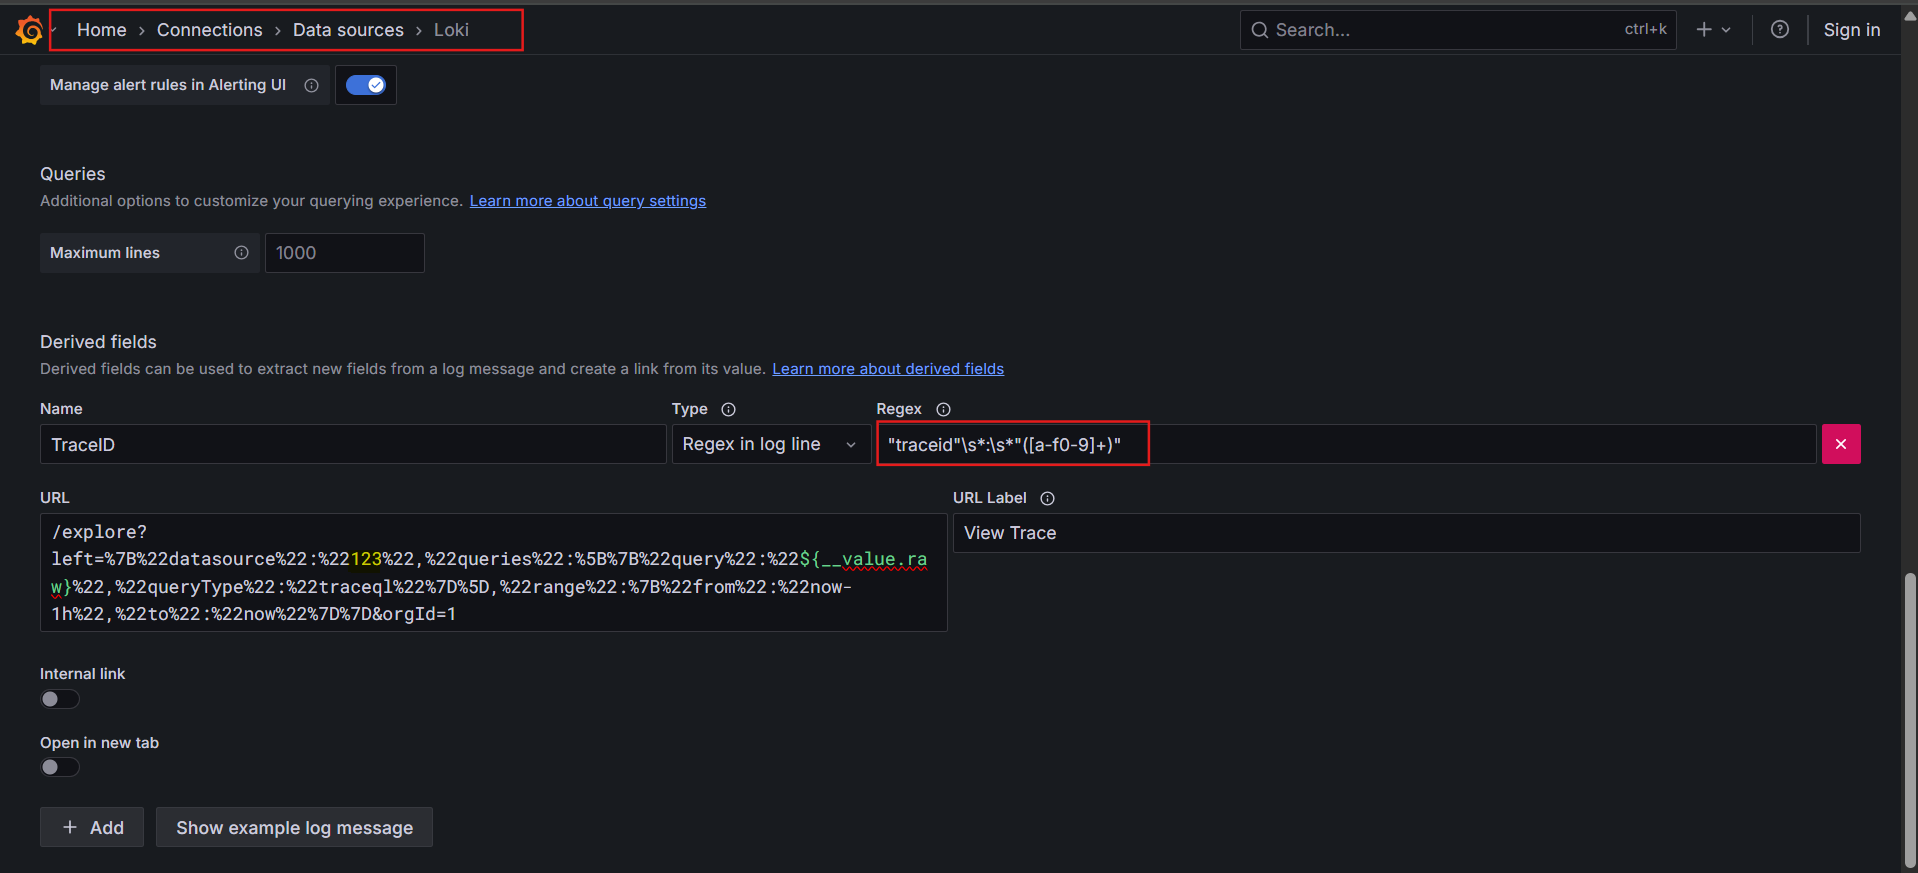 Home › Connections › Data sources › Loki
Search...
ctrl+k
Sign in
Manage alert rules in Alerting UI
Queries
Additional options to customize your querying experience. Learn more about query settings
Maximum lines
1000
Derived fields
Derived fields can be used to extract new fields from a log message and create a link from its value. Learn more about derived fields
Name
Type
Regex
TraceID
Regex in log line
"traceid"\s*:\s*"([a-f0-9]+)"
URL
URL Label
/explore?
left=%7B%22datasource%22:%22123%22,%22queries%22:%5B%7B%22query%22:%22${__value.ra
w}%22,%22queryType%22:%22traceql%22%7D%5D,%22range%22:%7B%22from%22:%22now-
1h%22,%22to%22:%22now%22%7D%7D&orgId=1
View Trace
Internal link
Open in new tab
+ Add
Show example log message